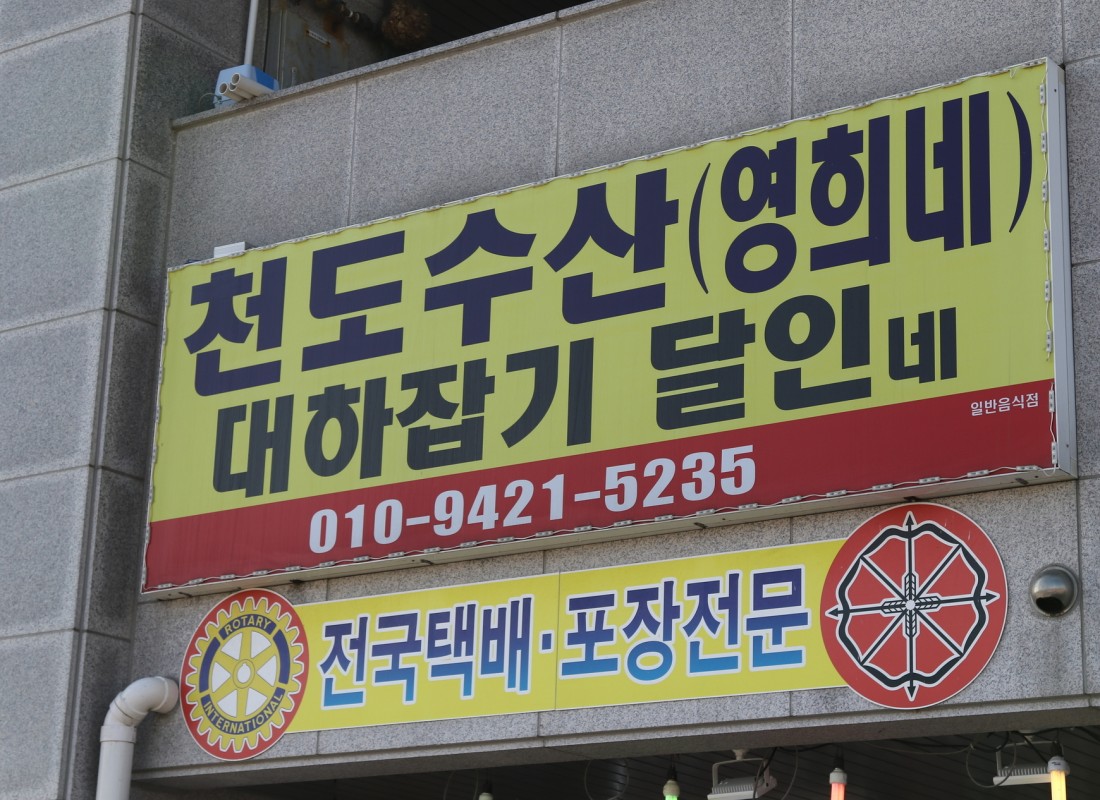 천도수산(영희네)
대하잡기 달인네
일반음식점
010-9421-5235
ROTARY
INTERNATIONAL
전국택배·포장전문